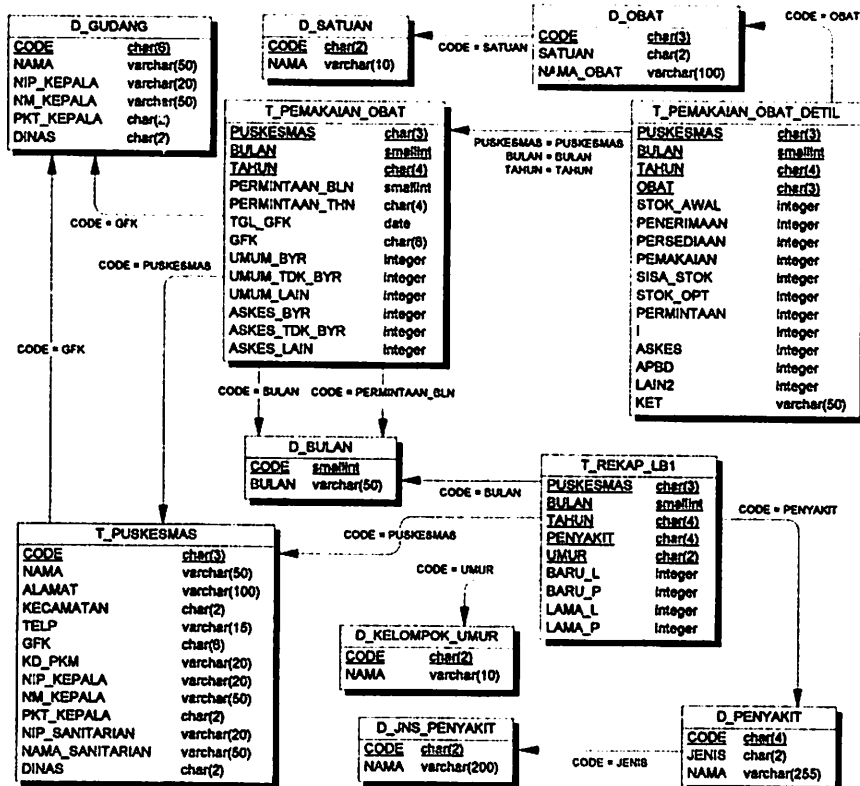 D_GUDANG
CODE char(6)
NAMA varchar(50)
NIP_KEPALA varchar(20)
NM_KEPALA varchar(50)
PKT_KEPALA
DINAS char(2)
D_SATUAN
CODE char(2)
NAMA varchar(10)
CODE = SATUAN
D_OBAT
CODE char(3)
SATUAN char(2)
NAMA_OBAT varchar(100)
CODE = OBAT
T_PEMAKAIAN_OBAT
PUSKESMAS char(3)
BULAN smallint
TAHUN char(4)
PERMINTAAN_BLN smallint
PERMINTAAN_THN char(4)
TGL_GFK date
GFK char(6)
UMUM_BYR integer
UMUM_TDK_BYR integer
UMUM_LAIN integer
ASKES_BYR integer
ASKES_TDK_BYR integer
ASKES_LAIN integer
PUSKESMAS = PUSKESMAS
BULAN = BULAN
TAHUN = TAHUN
T_PEMAKAIAN_OBAT_DETIL
PUSKESMAS char(3)
BULAN smallint
TAHUN char(4)
OBAT char(3)
STOK_AWAL integer
PENERIMAAN integer
PERSEDIAAN integer
PEMAKAIAN integer
SISA_STOK integer
STOK_OPT integer
PERMINTAAN integer
I integer
ASKES integer
APBD integer
LAIN2 integer
KET varchar(50)
CODE = GFK
CODE = PUSKESMAS
CODE = GFK
CODE = BULAN
CODE = PERMINTAAN_BLN
D_BULAN
CODE smallint
BULAN varchar(50)
CODE = BULAN
T_REKAP_LB1
PUSKESMAS char(3)
BULAN smallint
TAHUN char(4)
PENYAKIT char(4)
UMUR char(2)
BARU_L integer
BARU_P integer
LAMA_L integer
LAMA_P integer
CODE = PENYAKIT
CODE = PUSKESMAS
CODE = UMUR
T_PUSKESMAS
CODE char(3)
NAMA varchar(50)
ALAMAT varchar(100)
KECAMATAN char(2)
TELP varchar(15)
GFK char(6)
KD_PKM varchar(20)
NIP_KEPALA varchar(20)
NM_KEPALA varchar(50)
PKT_KEPALA char(2)
NIP_SANITARIAN varchar(20)
NAMA_SANITARIAN varchar(50)
DINAS char(2)
D_KELOMPOK_UMUR
CODE char(2)
NAMA varchar(10)
D_JNS_PENYAKIT
CODE char(2)
NAMA varchar(200)
CODE = JENIS
D_PENYAKIT
CODE char(4)
JENIS char(2)
NAMA varchar(255)